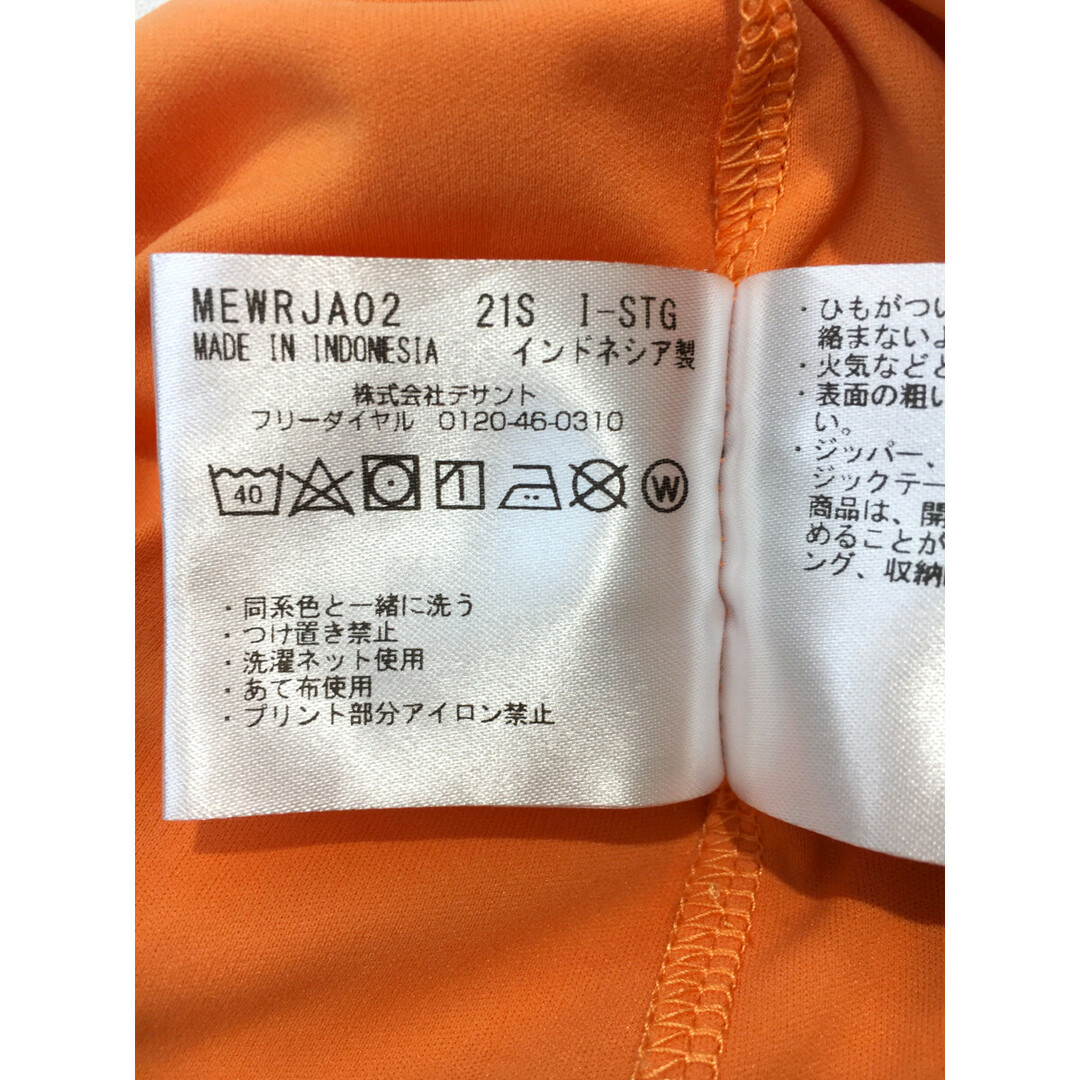 MEWRJA02 21S I-STG
MADE IN INDONESIA インドネシア製
株式会社デサント
フリーダイヤル 0120-46-0310
40
W
・同系色と一緒に洗う
・つけ置き禁止
・洗濯ネット使用
・あて布使用
・プリント部分アイロン禁止
・ひもがつい
絡まない
・火気などと
・表面の粗い
い。
・ジッパー、
ジックテー
商品は、開
めることが
ング、収納